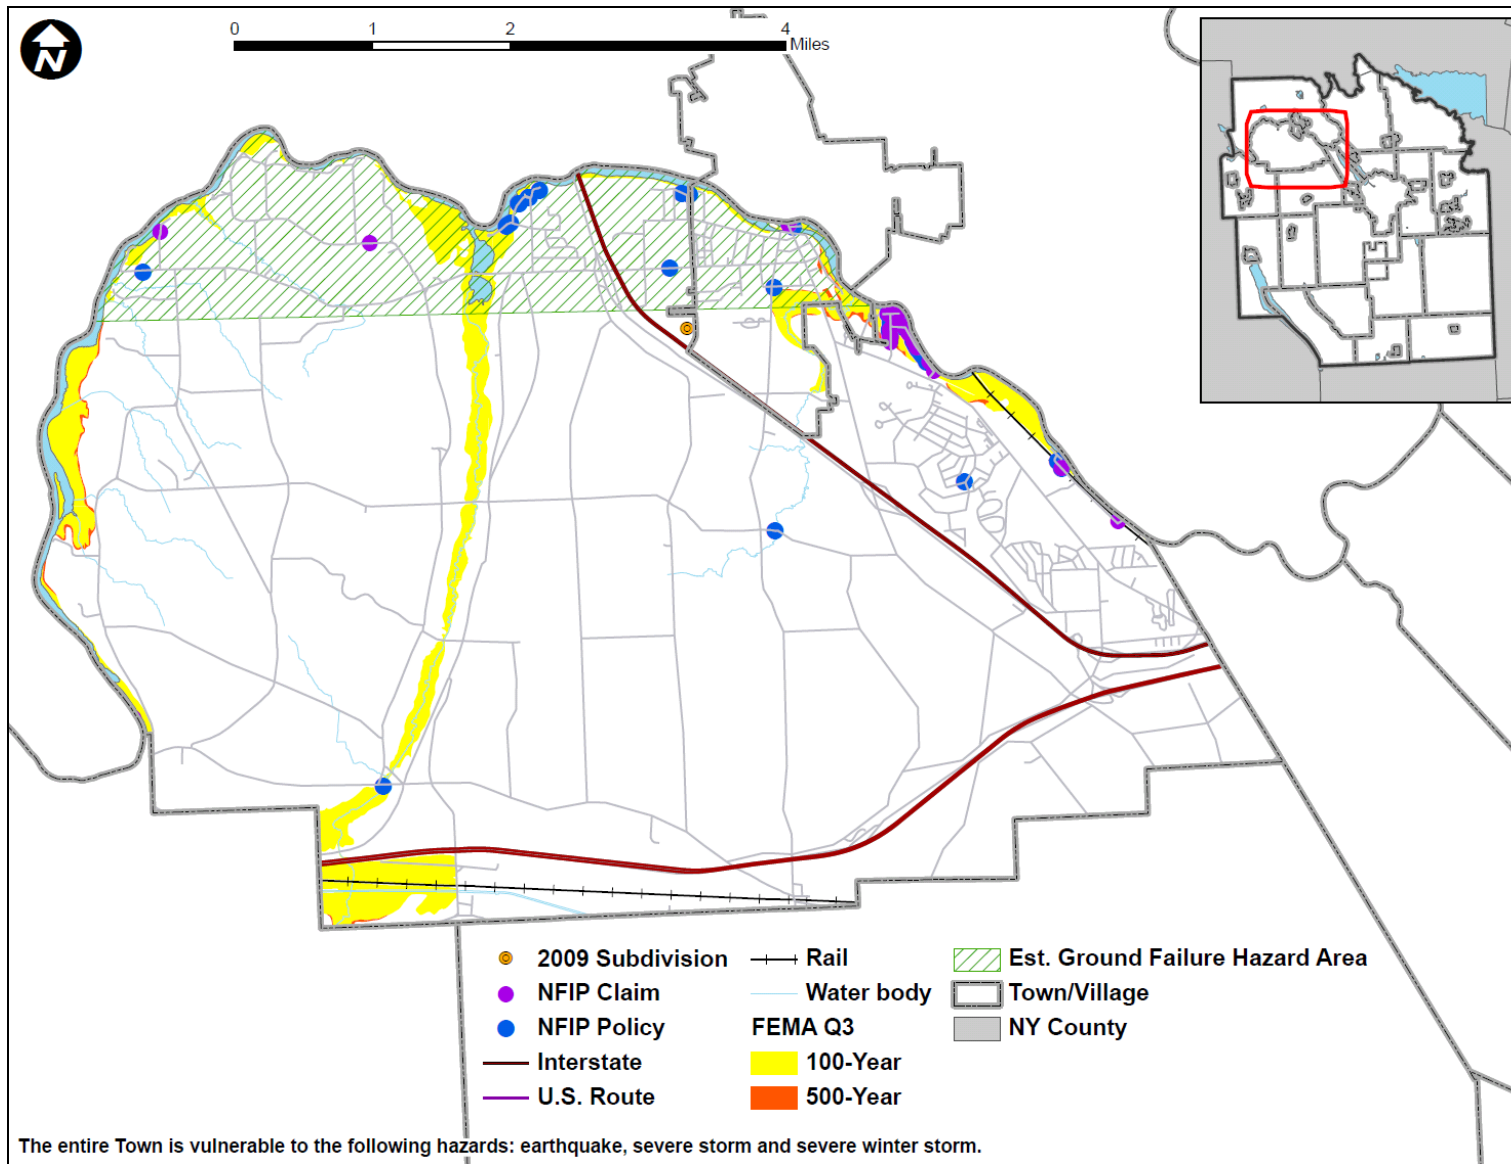 N
0 1 2 4
Miles
2009 Subdivision
NFIP Claim
NFIP Policy
Interstate
U.S. Route
Rail
Water body
FEMA Q3
100-Year
500-Year
Est. Ground Failure Hazard Area
Town/Village
NY County
The entire Town is vulnerable to the following hazards: earthquake, severe storm and severe winter storm.